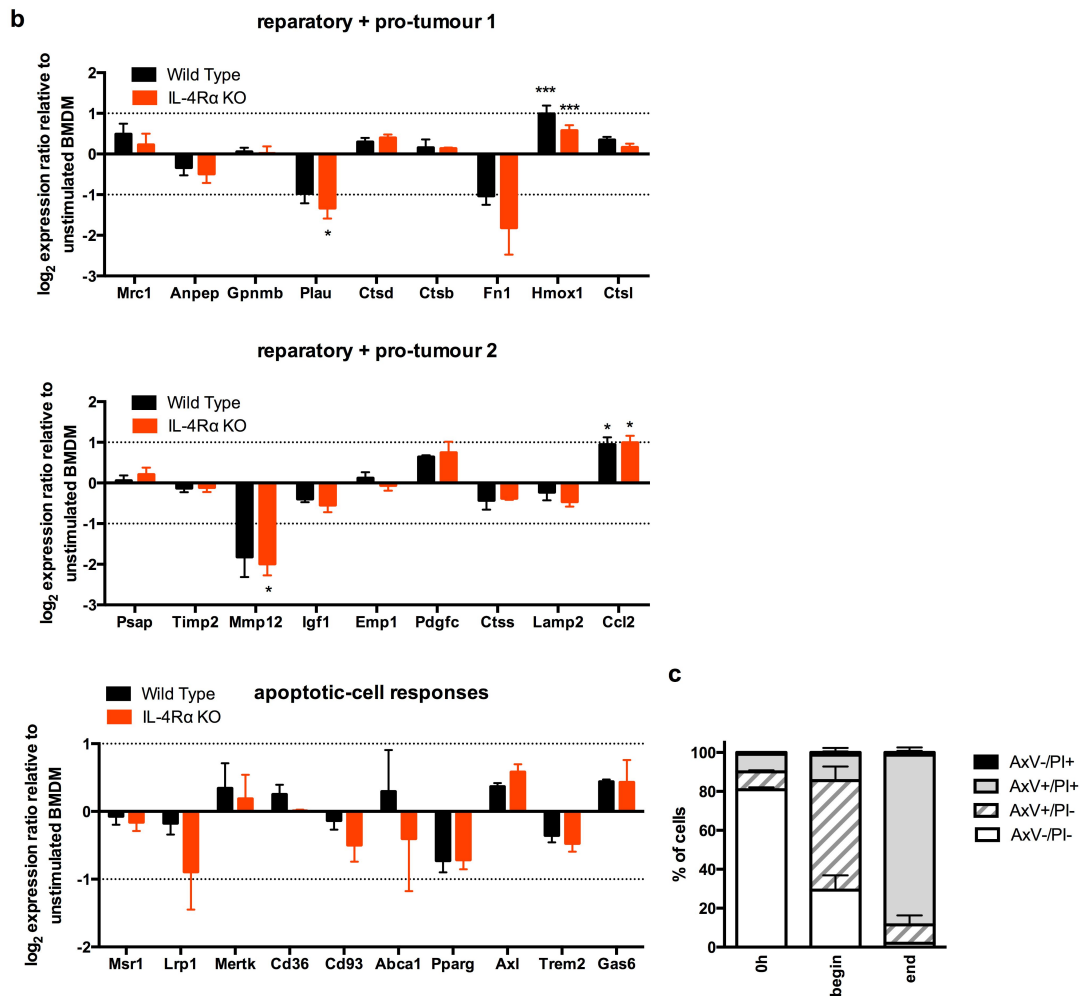 b
reparatory + pro-tumour 1
log2 expression ratio relative to
unstimulated BMDM
Wild Type
IL-4Rα KO
2
1
0
-1
-2
-3
***
***
*
Mrc1 Anpep Gpnmb Plau Ctsd Ctsb Fn1 Hmox1 Ctsl
reparatory + pro-tumour 2
log2 expression ratio relative to
unstimulated BMDM
Wild Type
IL-4Rα KO
2
1
0
-1
-2
-3
* *
*
Psap Timp2 Mmp12 Igf1 Emp1 Pdgfc Ctss Lamp2 Ccl2
apoptotic-cell responses
log2 expression ratio relative to
unstimulated BMDM
Wild Type
IL-4Rα KO
1
0
-1
-2
Msr1 Lrp1 Mertk Cd36 Cd93 Abca1 Pparg Axl Trem2 Gas6
c
% of cells
100
80
60
40
20
0
0h begin end
AxV-/PI+
AxV+/PI+
AxV+/PI-
AxV-/PI-